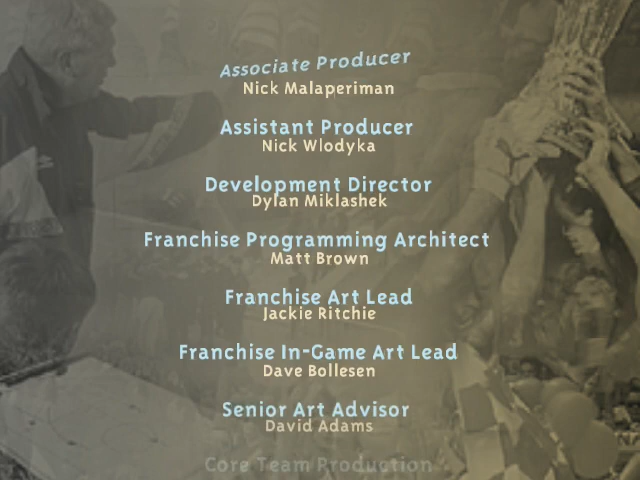 Associate Producer
Nick Malaperiman
Assistant Producer
Nick Wlodyka
Development Director
Dylan Miklashek
Franchise Programming Architect
Matt Brown
Franchise Art Lead
Jackie Ritchie
Franchise In-Game Art Lead
Dave Bollesen
Senior Art Advisor
David Adams
Core Team Production